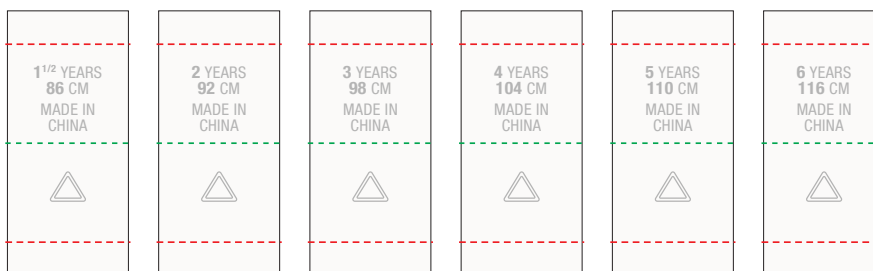 1 1/2 YEARS
86 CM
MADE IN
CHINA
2 YEARS
92 CM
MADE IN
CHINA
3 YEARS
98 CM
MADE IN
CHINA
4 YEARS
104 CM
MADE IN
CHINA
5 YEARS
110 CM
MADE IN
CHINA
6 YEARS
116 CM
MADE IN
CHINA